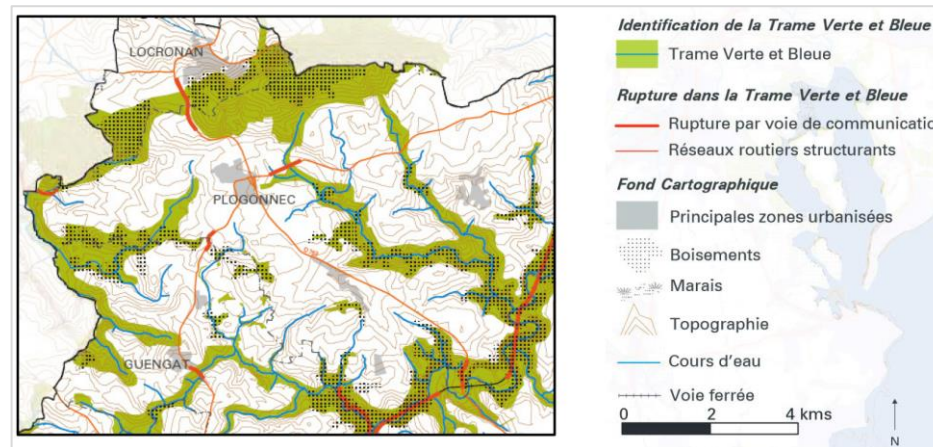 LOCRONAN
PLOGONNEC
GUENGAT
Identification de la Trame Verte et Bleue
Trame Verte et Bleue
Rupture dans la Trame Verte et Bleue
Rupture par voie de communicatio
Réseaux routiers structurants
Fond Cartographique
Principales zones urbanisées
Boisements
Marais
Topographie
Cours d'eau
Voie ferrée
0 2 4 kms
N